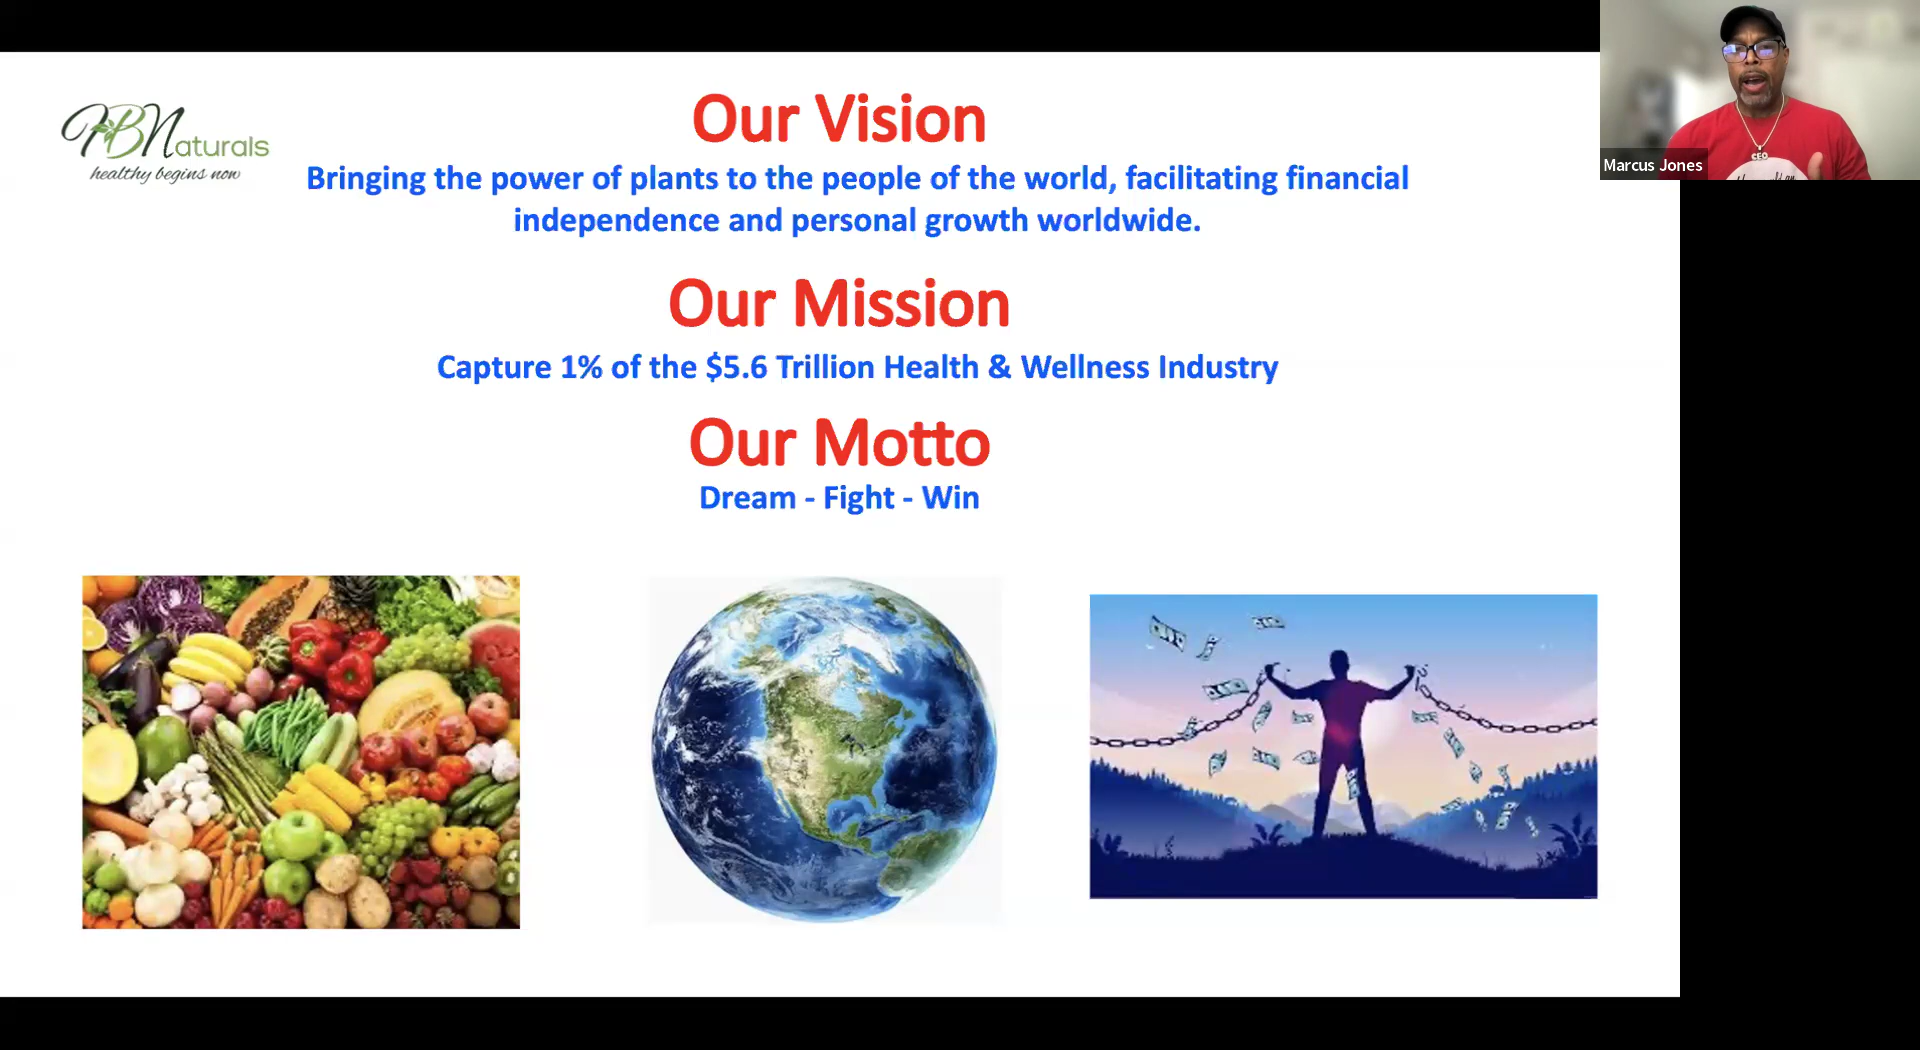 HBNaturals
healthy begins now
Our Vision
Bringing the power of plants to the people of the world, facilitating financial
independence and personal growth worldwide.
Our Mission
Capture 1% of the $5.6 Trillion Health & Wellness Industry
Our Motto
Dream - Fight - Win
Marcus Jones
CEO